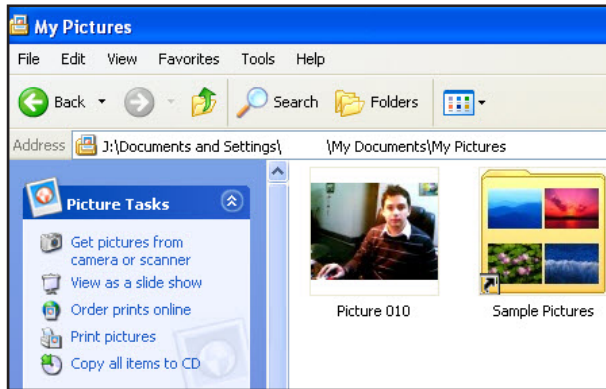 My Pictures
File Edit View Favorites Tools Help
Back Search Folders
Address J:\Documents and Settings\ \My Documents\My Pictures
Picture Tasks
Get pictures from
camera or scanner
View as a slide show
Order prints online
Print pictures
Copy all items to CD
Picture 010
Sample Pictures